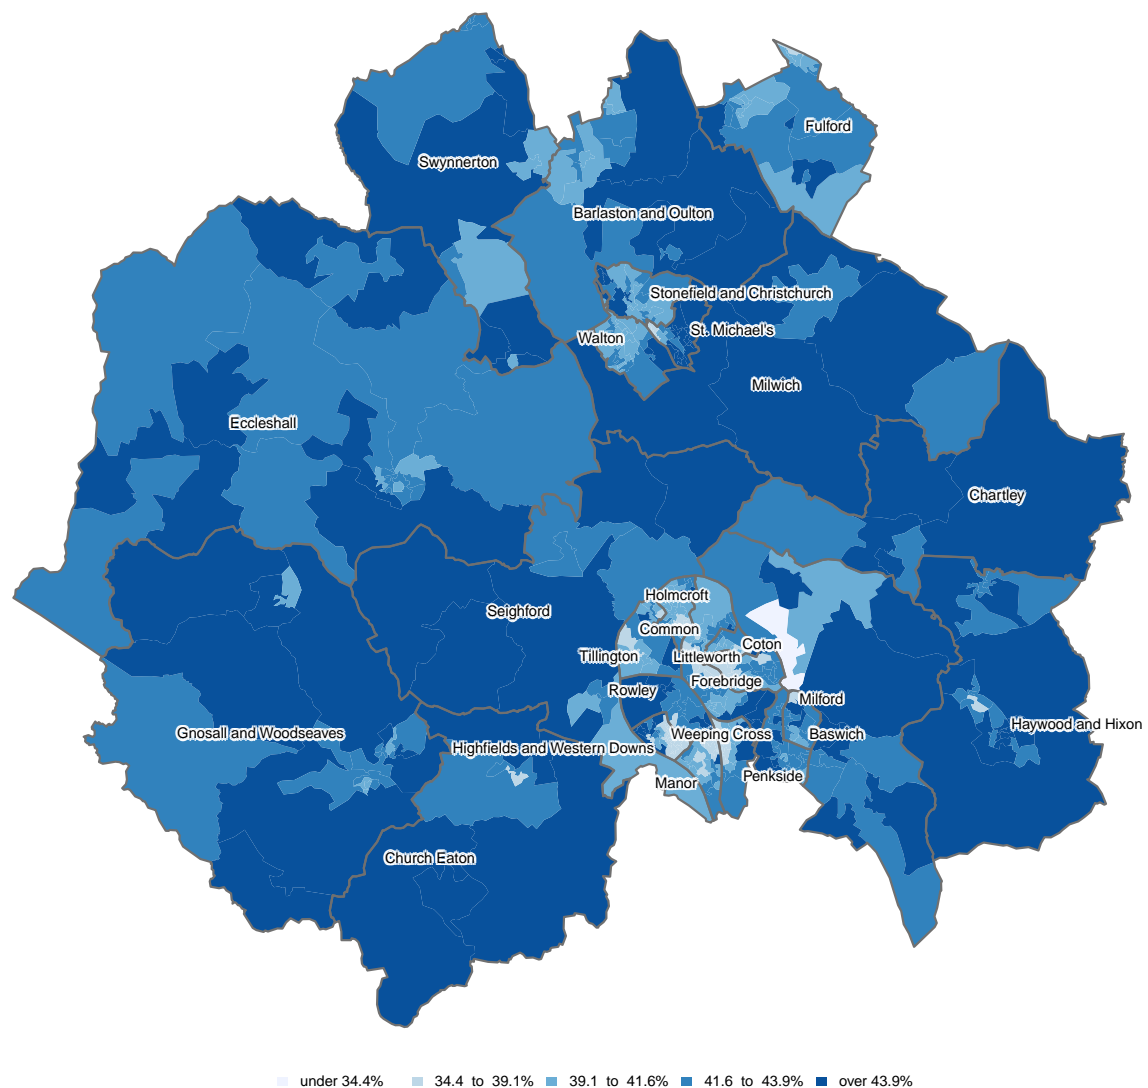 Fulford
Swynnerton
Barlaston and Oulton
Stonefield and Christchurch
St. Michael's
Walton
Milwich
Eccleshall
Chartley
Holmcroft
Seighford
Common
Coton
Tillington
Littleworth
Forebridge
Rowley
Milford
Haywood and Hixon
Gnosall and Woodseaves
Weeping Cross
Baswich
Highfields and Western Downs
Penkside
Manor
Church Eaton
under 34.4% 34.4 to 39.1% 39.1 to 41.6% 41.6 to 43.9% over 43.9%